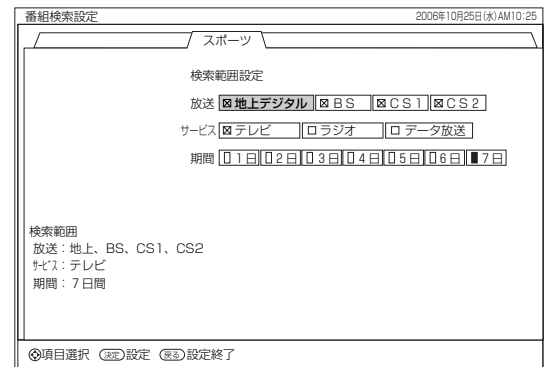 番組検索設定 2006年10月25日(水)AM10:25
スポーツ
検索範囲設定
放送 ☒地上デジタル ☒BS ☒CS1 ☒CS2
サービス ☒テレビ □ラジオ □データ放送
期間 ▯1日 ▯2日 ▯3日 ▯4日 ▯5日 ▯6日 ▮7日
検索範囲
放送：地上、BS、CS1、CS2
ｻｰﾋﾞｽ：テレビ
期間：7日間
項目選択 決定 設定 戻る 設定終了